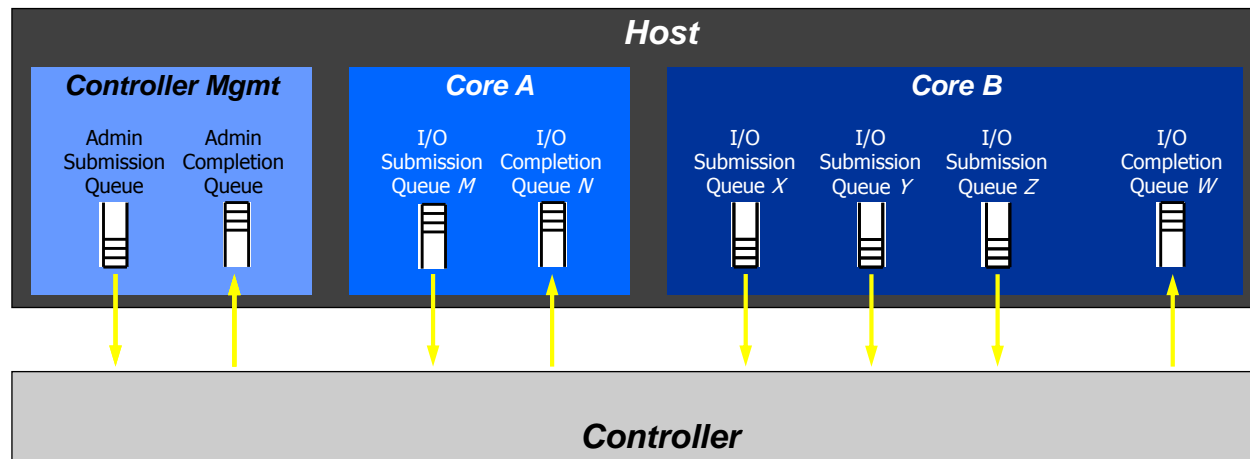 Host
Controller Mgmt
Admin
Submission
Queue
Admin
Completion
Queue
Core A
I/O
Submission
Queue M
I/O
Completion
Queue N
Core B
I/O
Submission
Queue X
I/O
Submission
Queue Y
I/O
Submission
Queue Z
I/O
Completion
Queue W
Controller